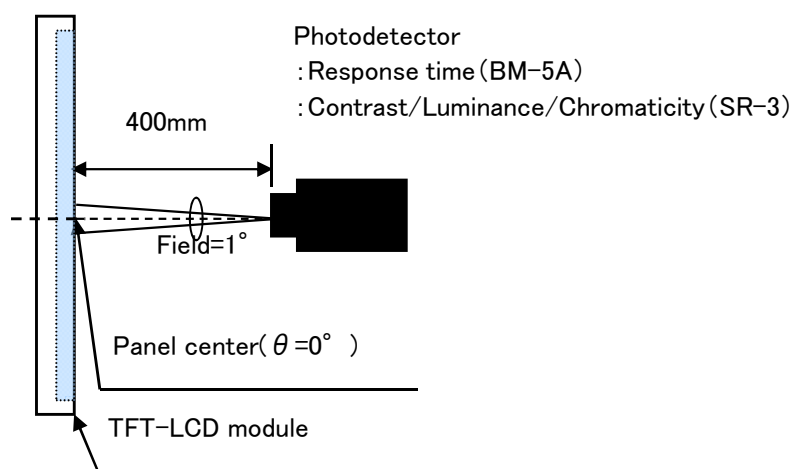 Photodetector
:Response time(BM-5A)
:Contrast/Luminance/Chromaticity(SR-3)
400mm
Field=1°
Panel center(θ=0° )
TFT-LCD module